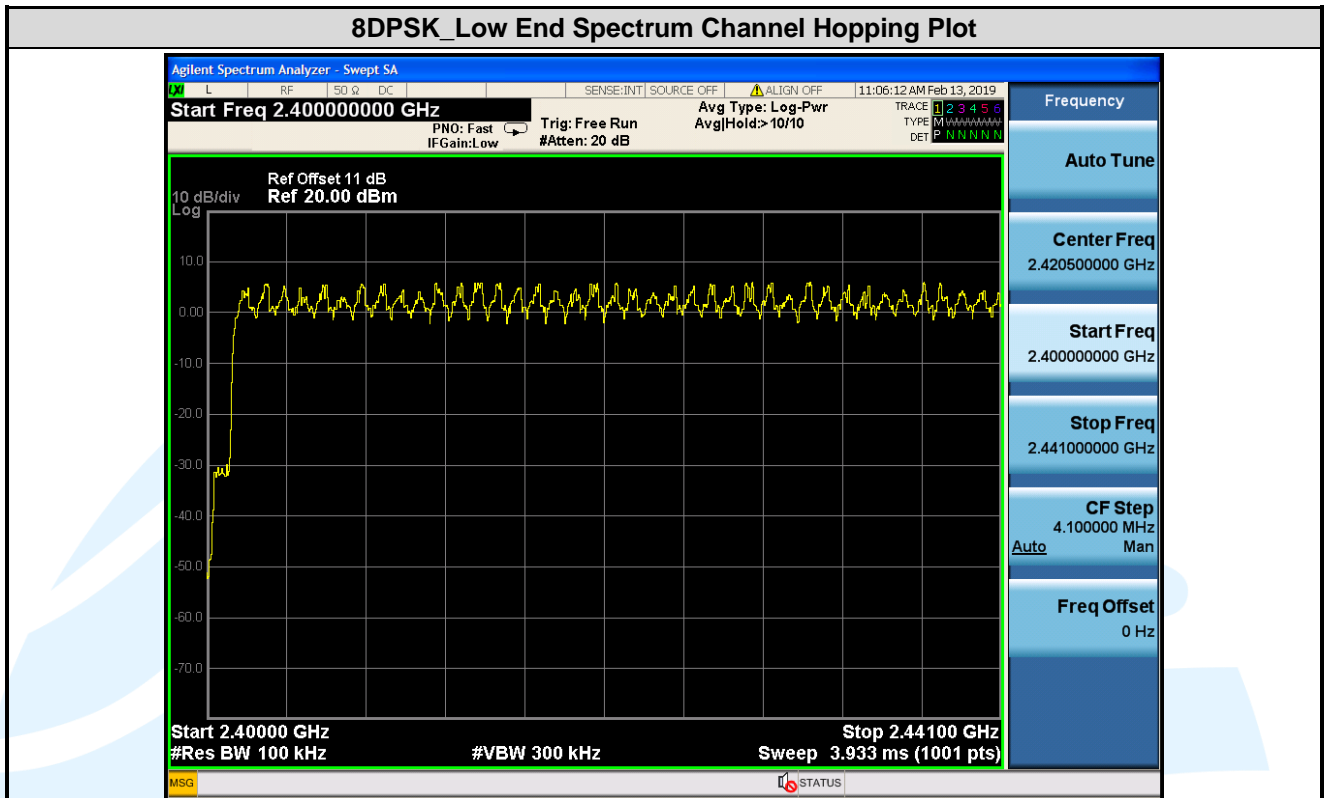 8DPSK_Low End Spectrum Channel Hopping Plot
Agilent Spectrum Analyzer - Swept SA
LXI L RF 50 Ω DC SENSE:INT SOURCE OFF ALIGN OFF 11:06:12 AM Feb 13, 2019
Start Freq 2.400000000 GHz
PNO: Fast
IFGain:Low
Trig: Free Run
#Atten: 20 dB
Avg Type: Log-Pwr
Avg|Hold:>10/10
TRACE 1 2 3 4 5 6
TYPE M WWWWW
DET P N N N N N
Ref Offset 11 dB
10 dB/div Ref 20.00 dBm
Log
10.0
0.00
-10.0
-20.0
-30.0
-40.0
-50.0
-60.0
-70.0
Start 2.40000 GHz Stop 2.44100 GHz
#Res BW 100 kHz #VBW 300 kHz Sweep 3.933 ms (1001 pts)
MSG STATUS
Frequency
Auto Tune
Center Freq
2.420500000 GHz
Start Freq
2.400000000 GHz
Stop Freq
2.441000000 GHz
CF Step
4.100000 MHz
Auto Man
Freq Offset
0 Hz